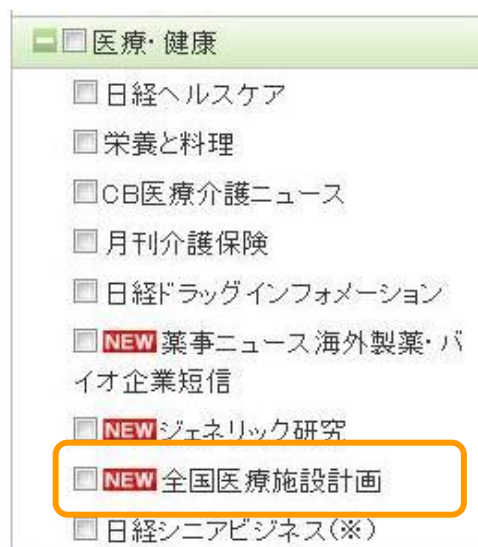 医療・健康
日経ヘルスケア
栄養と料理
CB医療介護ニュース
月刊介護保険
日経ドラッグインフォメーション
NEW 薬事ニュース海外製薬・バ
イオ企業短信
NEW ジェネリック研究
NEW 全国医療施設計画
日経シニアビジネス(※)